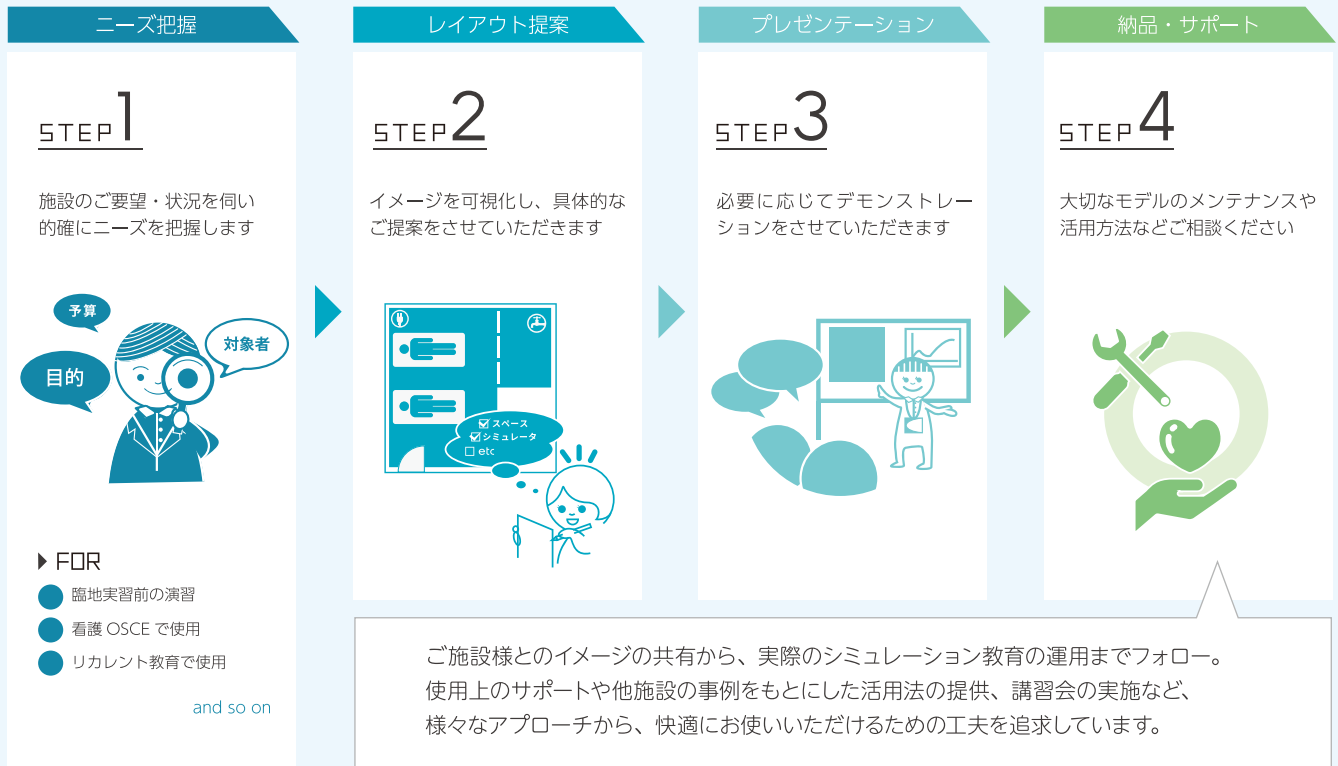 ニーズ把握
STEP1
施設のご要望・状況を伺い
的確にニーズを把握します
予算
対象者
目的
FOR
臨地実習前の演習
看護 OSCE で使用
リカレント教育で使用
and so on
レイアウト提案
STEP2
イメージを可視化し、具体的な
ご提案をさせていただきます
スペース
シミュレータ
etc
プレゼンテーション
STEP3
必要に応じてデモンストレー
ションをさせていただきます
納品・サポート
STEP4
大切なモデルのメンテナンスや
活用方法などご相談ください
ご施設様とのイメージの共有から、実際のシミュレーション教育の運用までフォロー。
使用上のサポートや他施設の事例をもとにした活用法の提供、講習会の実施など、
様々なアプローチから、快適にお使いいただけるための工夫を追求しています。